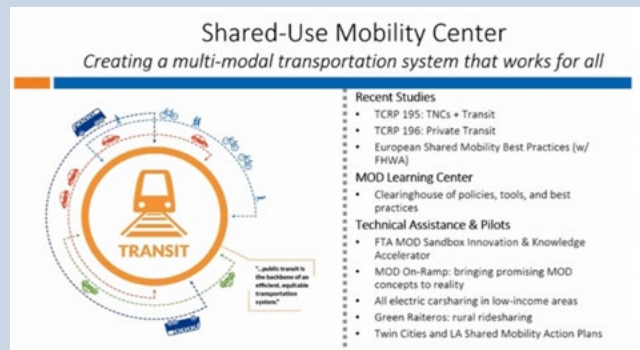 Shared-Use Mobility Center
Creating a multi-modal transportation system that works for all
TRANSIT
"...public transit is
the backbone of an
efficient, equitable
transportation
system."
Recent Studies
• TCRP 195: TNCs + Transit
• TCRP 196: Private Transit
• European Shared Mobility Best Practices (w/
FHWA)
MOD Learning Center
• Clearinghouse of policies, tools, and best
practices
Technical Assistance & Pilots
• FTA MOD Sandbox Innovation & Knowledge
Accelerator
• MOD On-Ramp: bringing promising MOD
concepts to reality
• All electric carsharing in low-income areas
• Green Raiteros: rural ridesharing
• Twin Cities and LA Shared Mobility Action Plans